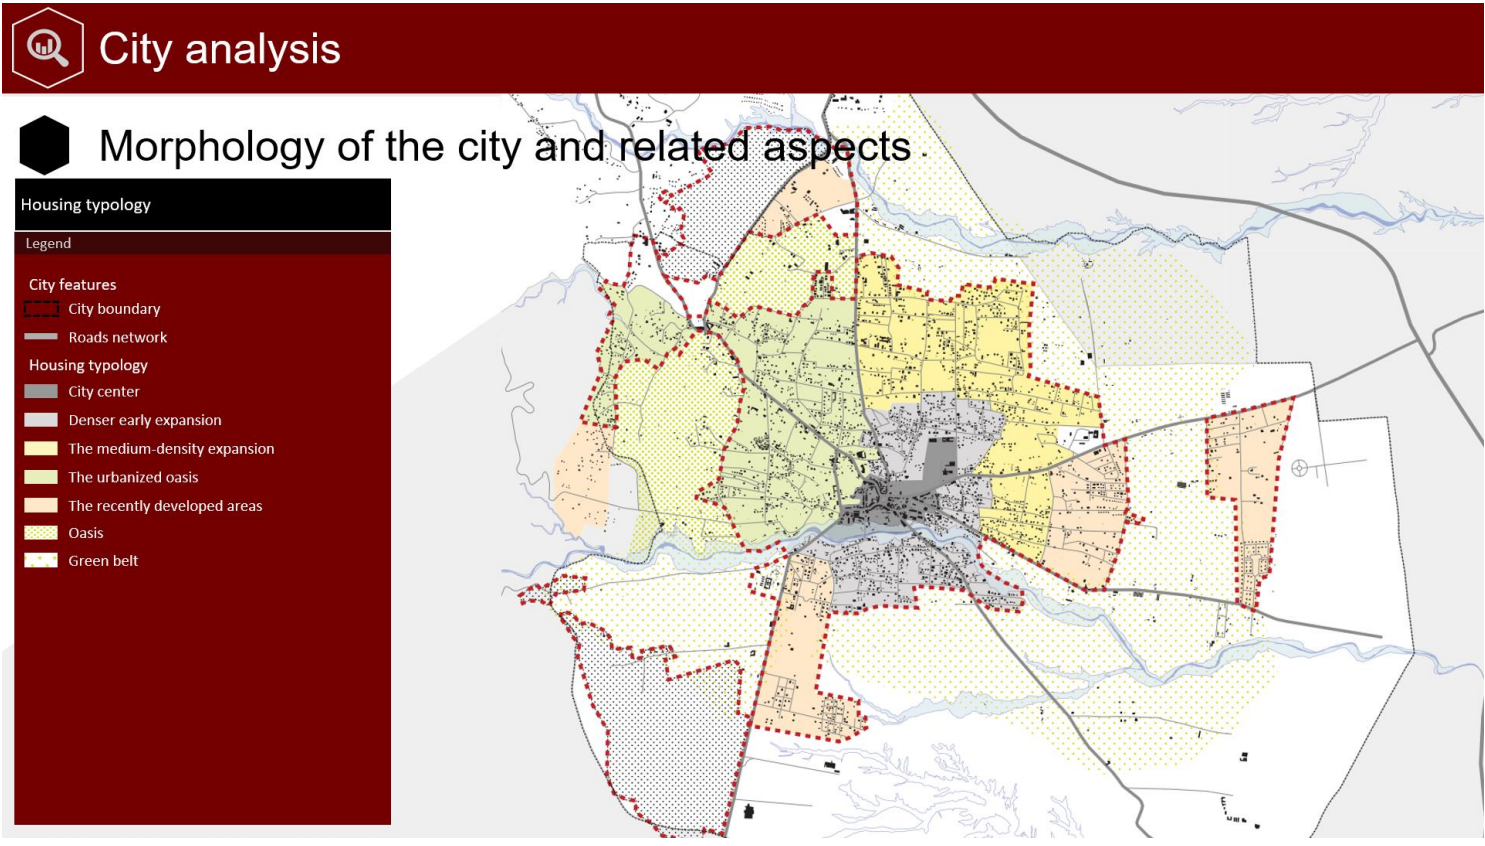 City analysis
Morphology of the city and related aspects
Housing typology
Legend
City features
City boundary
Roads network
Housing typology
City center
Denser early expansion
The medium-density expansion
The urbanized oasis
The recently developed areas
Oasis
Green belt